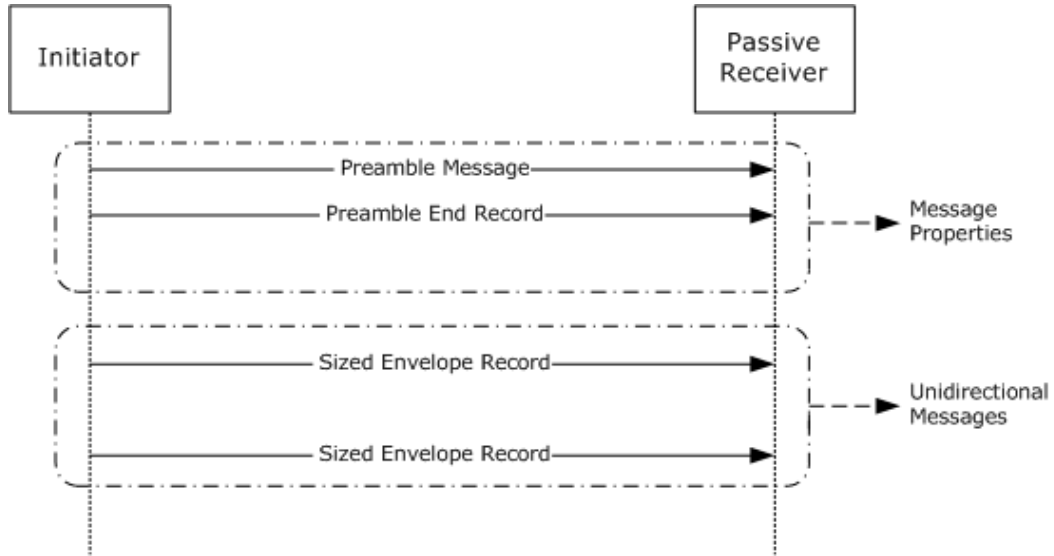 Initiator
Passive
Receiver
Preamble Message
Preamble End Record
Message
Properties
Sized Envelope Record
Unidirectional
Messages
Sized Envelope Record